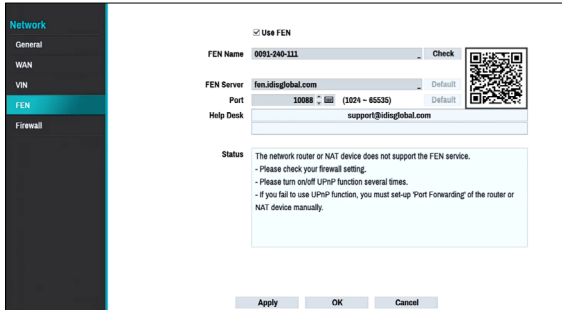 Network
General
WAN
VIN
FEN
Firewall
Use FEN
FEN Name 0091-240-111 Check
FEN Server fen.idisglobal.com Default
Port 10088 (1024 ~ 65535) Default
Help Desk support@idisglobal.com
Status The network router or NAT device does not support the FEN service.
- Please check your firewall setting.
- Please turn on/off UPnP function several times.
- If you fail to use UPnP function, you must set-up 'Port Forwarding' of the router or
NAT device manually.
Apply OK Cancel